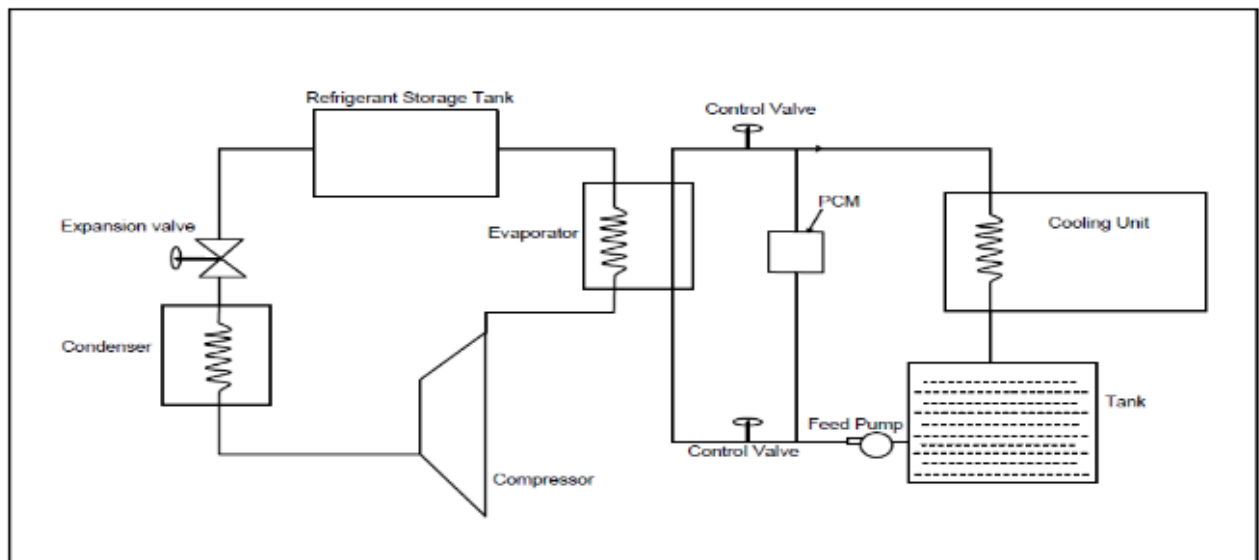 Refrigerant Storage Tank
Control Valve
Expansion valve
Evaporator
PCM
Cooling Unit
Condenser
Compressor
Control Valve
Feed Pump
Tank